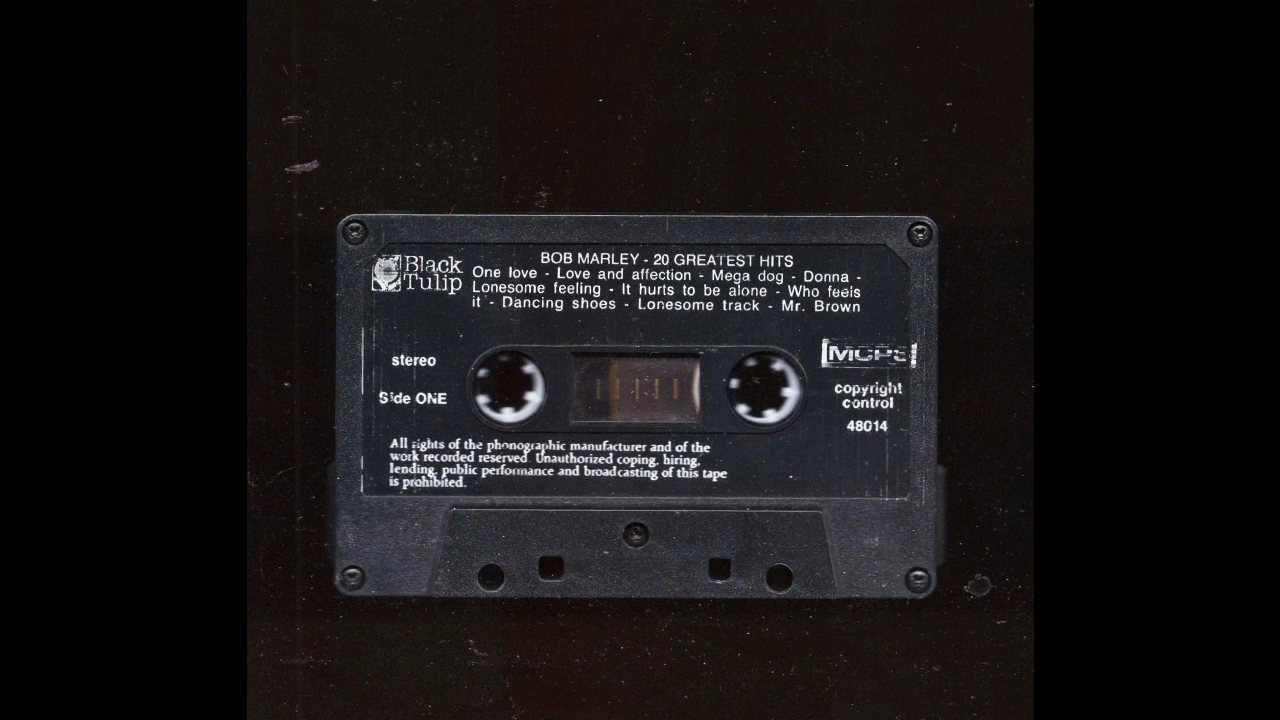 BOB MARLEY - 20 GREATEST HITS
Black Tulip
One love - Love and affection - Mega dog - Donna -
Lonesome feeling - It hurts to be alone - Who feels
it - Dancing shoes - Lonesome track - Mr. Brown
stereo
MCPS
Side ONE
copyright
control
48014
All rights of the phonographic manufacturer and of the
work recorded reserved. Unauthorized coping, hiring,
lending, public performance and broadcasting of this tape
is prohibited.